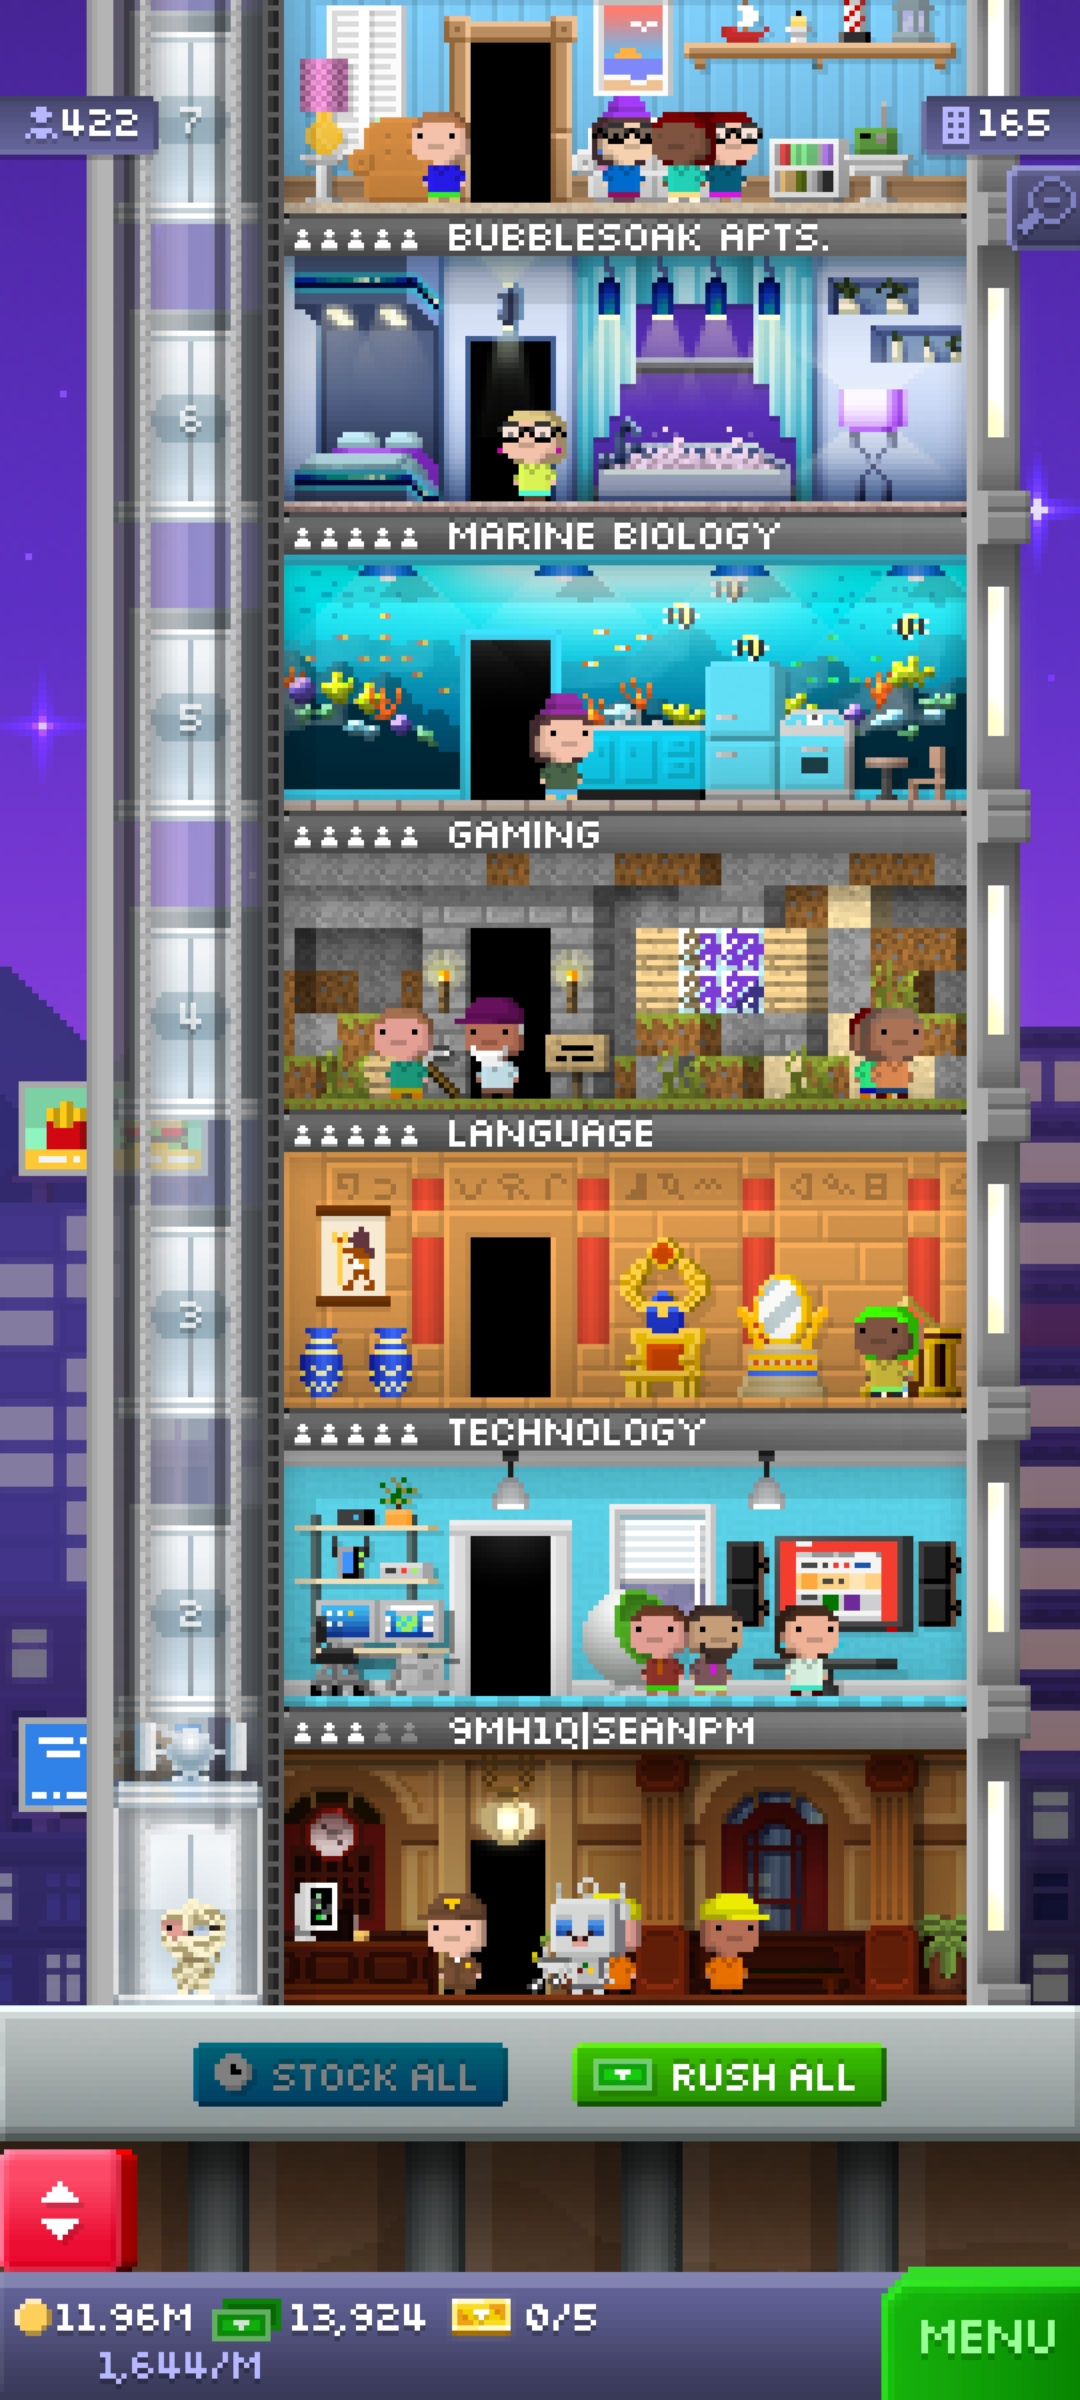 422
7
165
BUBBLESOAK APTS.
6
MARINE BIOLOGY
5
GAMING
4
LANGUAGE
3
TECHNOLOGY
2
9MH1Q|SEANPM
STOCK ALL
RUSH ALL
11.96M 13,924 0/5
1,644/M
MENU